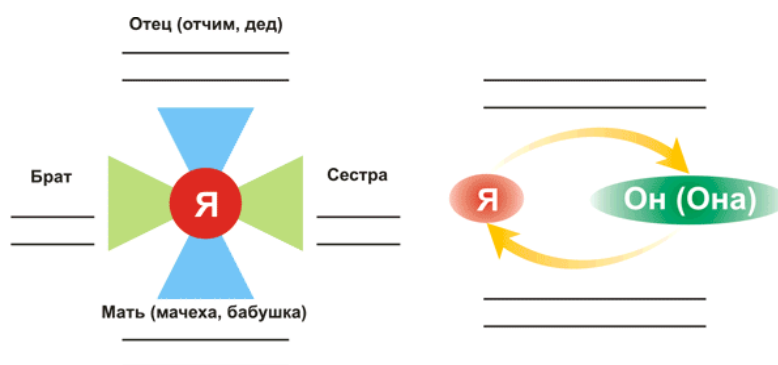 Отец (отчим, дед)
Брат
Я
Сестра
Мать (мачеха, бабушка)
Я
Он (Она)